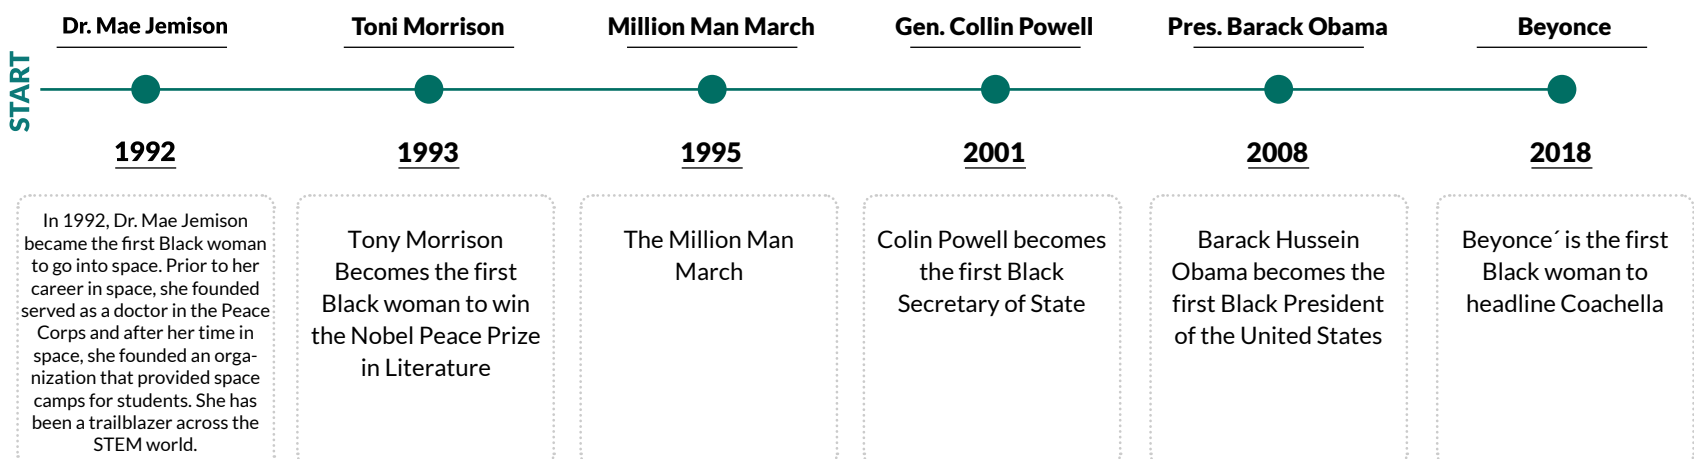 Dr. Mae Jemison
Toni Morrison
Million Man March
Gen. Collin Powell
Pres. Barack Obama
Beyonce
START
1992
1993
1995
2001
2008
2018
In 1992, Dr. Mae Jemison
became the first Black woman
to go into space. Prior to her
career in space, she founded
served as a doctor in the Peace
Corps and after her time in
space, she founded an orga-
nization that provided space
camps for students. She has
been a trailblazer across the
STEM world.
Tony Morrison
Becomes the first
Black woman to win
the Nobel Peace Prize
in Literature
The Million Man
March
Colin Powell becomes
the first Black
Secretary of State
Barack Hussein
Obama becomes the
first Black President
of the United States
Beyonce´ is the first
Black woman to
headline Coachella